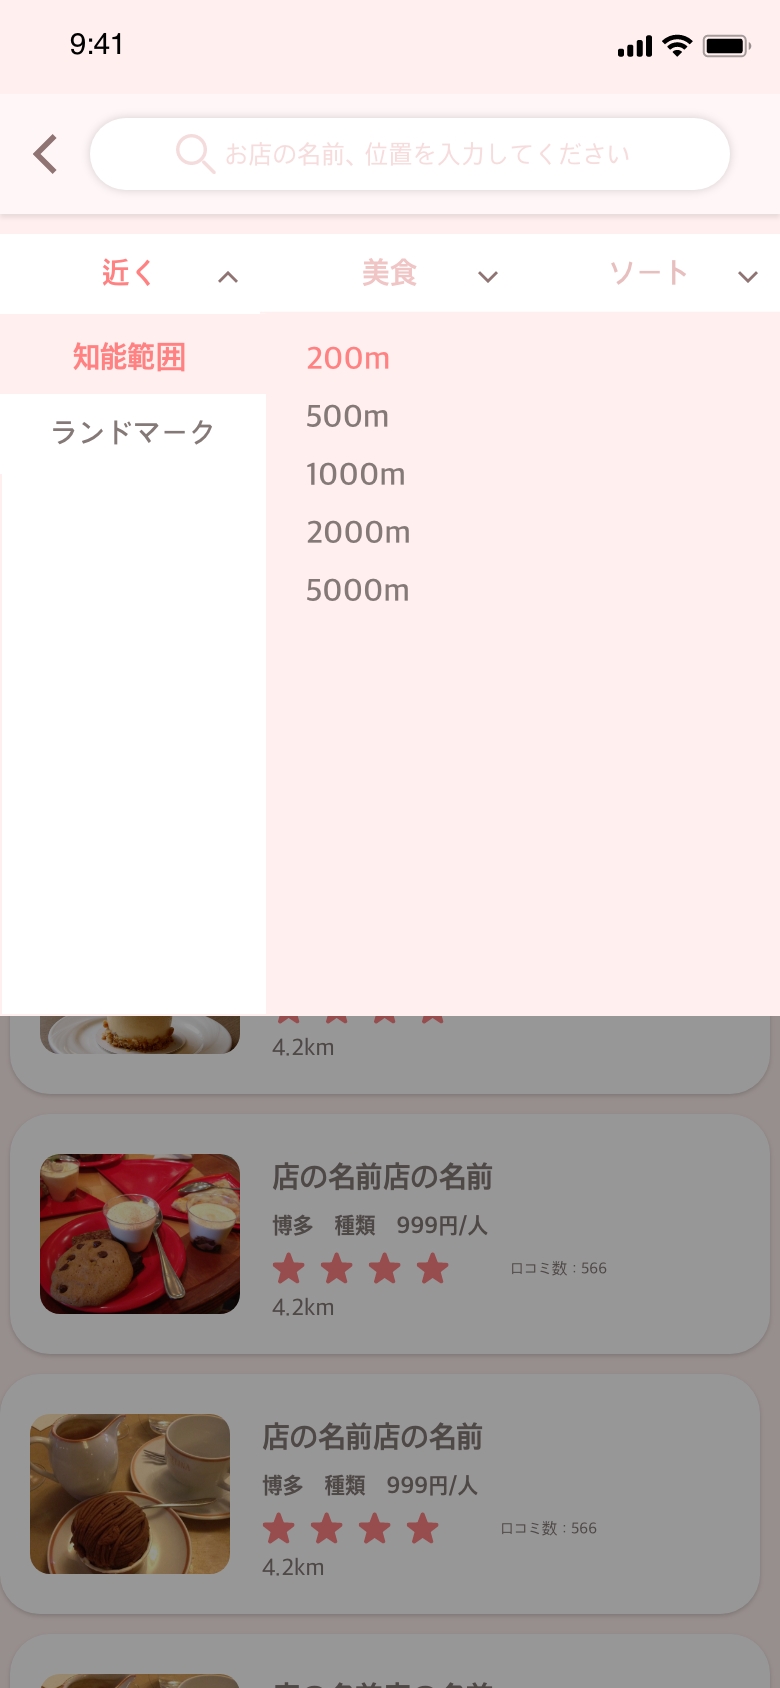 9:41
お店の名前、位置を入力してください
近く
美食
ソート
知能範囲
ランドマーク
200m
500m
1000m
2000m
5000m
4.2km
店の名前店の名前
博多　種類　999円/人
口コミ数：566
4.2km
店の名前店の名前
博多　種類　999円/人
口コミ数：566
4.2km